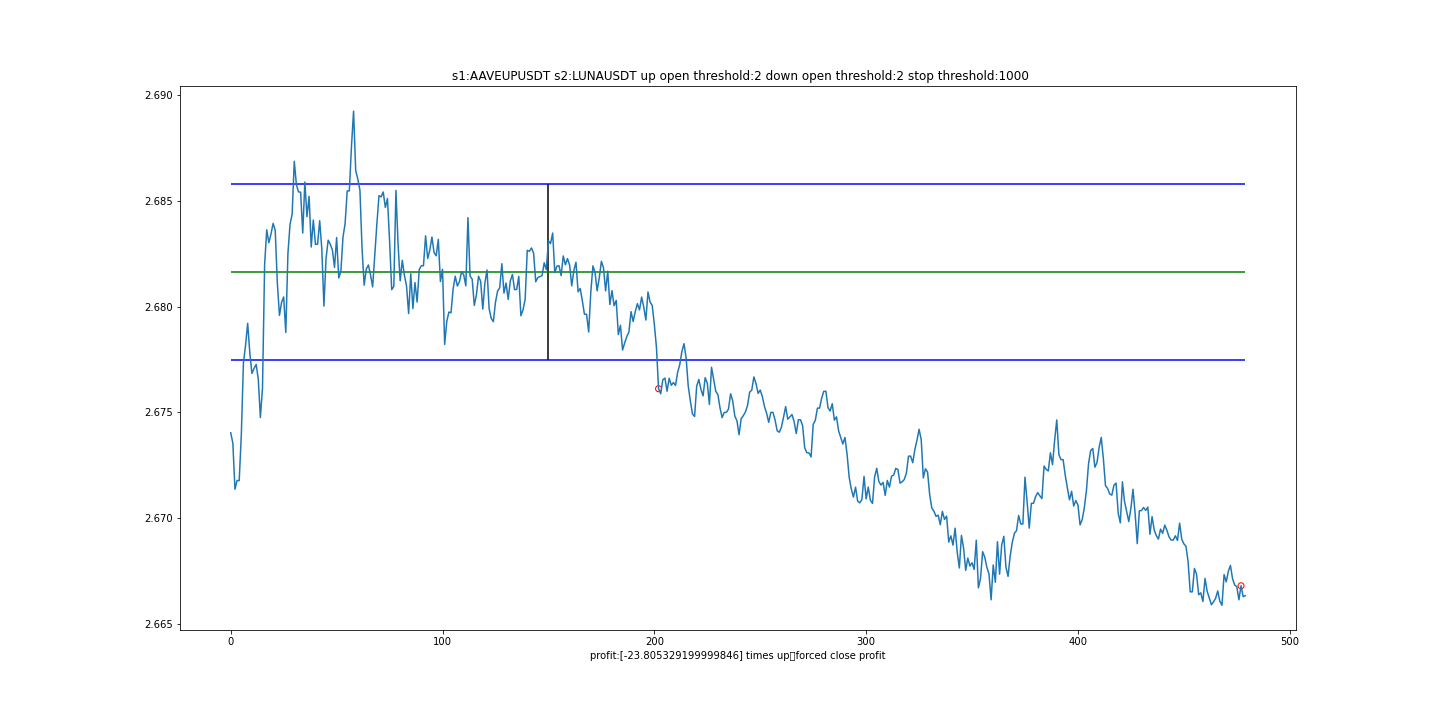 s1:AAVEUPUSDT s2:LUNAUSDT up open threshold:2 down open threshold:2 stop threshold:1000
2.690
2.685
2.680
2.675
2.670
2.665
0 100 200 300 400 500
profit:[-23.805329199999846] times up▯forced close profit